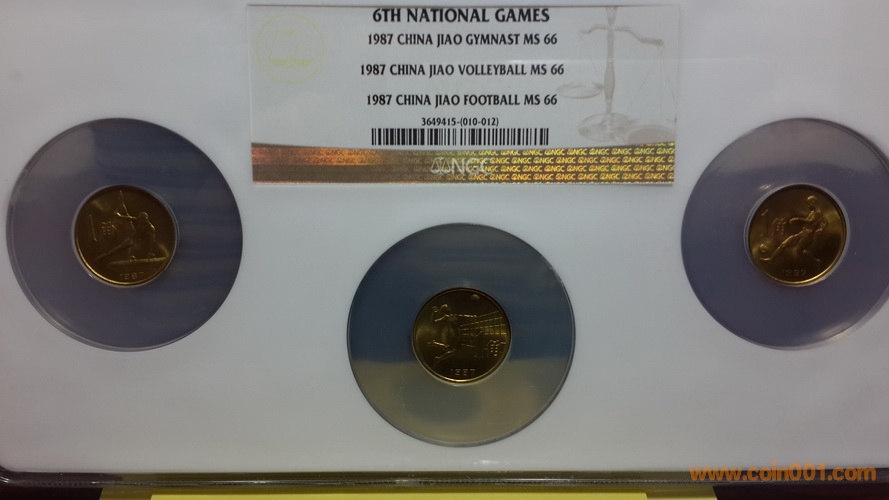 6TH NATIONAL GAMES
1987 CHINA JIAO GYMNAST MS 66
1987 CHINA JIAO VOLLEYBALL MS 66
1987 CHINA JIAO FOOTBALL MS 66
3649415-(010-012)
NGC
1987
1987
1987
www.coin001.com